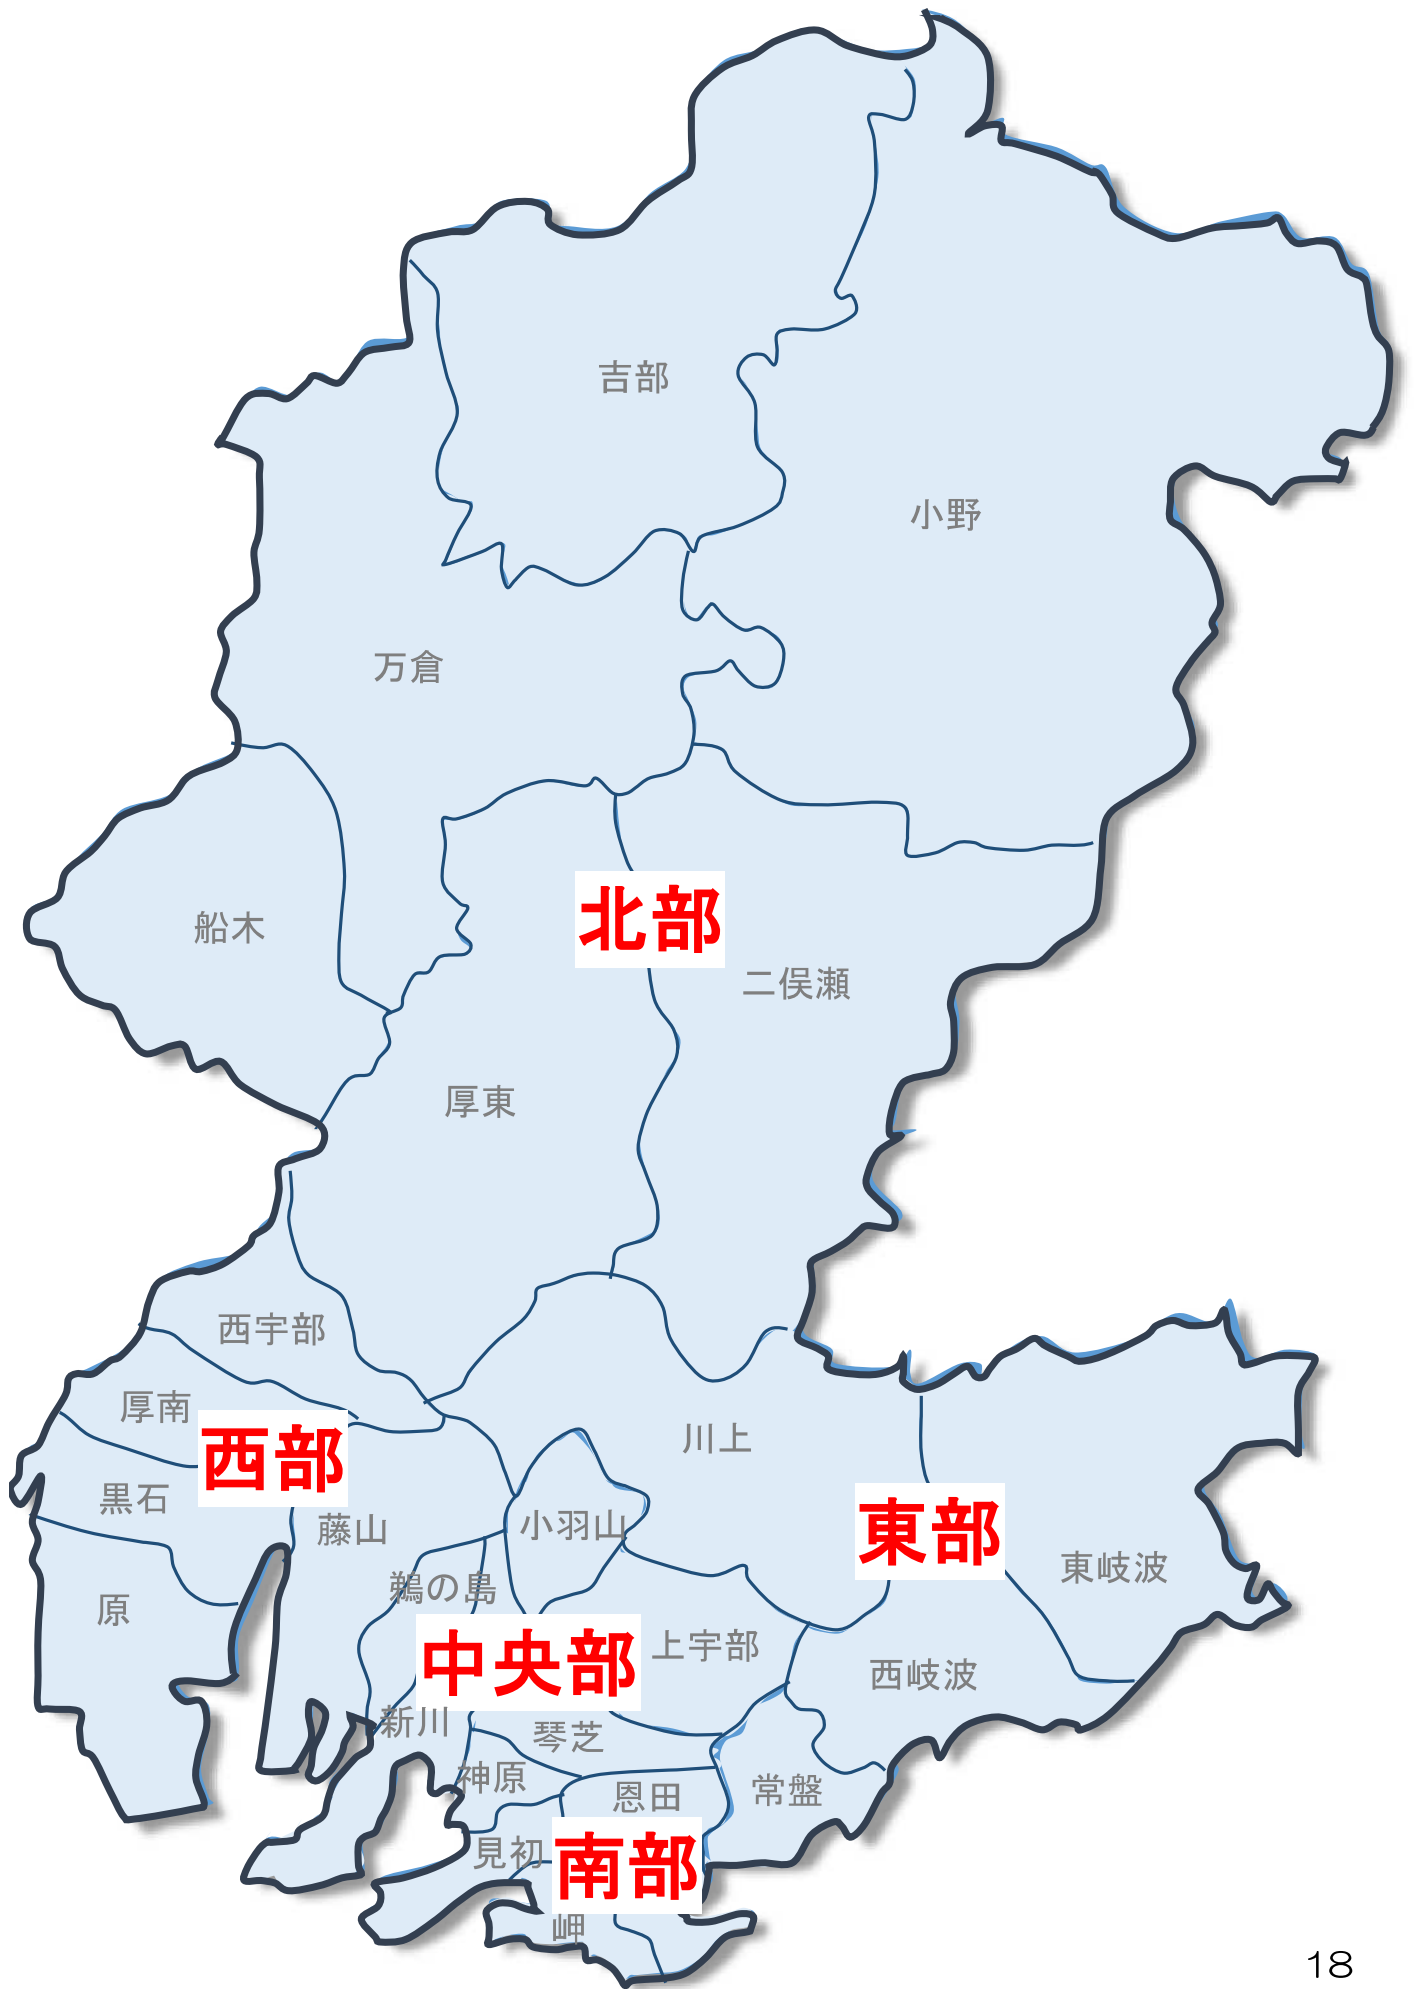 吉部
小野
万倉
北部
船木
二俣瀬
厚東
西宇部
厚南
川上
西部
黒石
小羽山
藤山
東部
東岐波
鵜の島
原
中央部
上宇部
西岐波
新川
琴芝
神原
恩田
常盤
見初
南部
岬
18